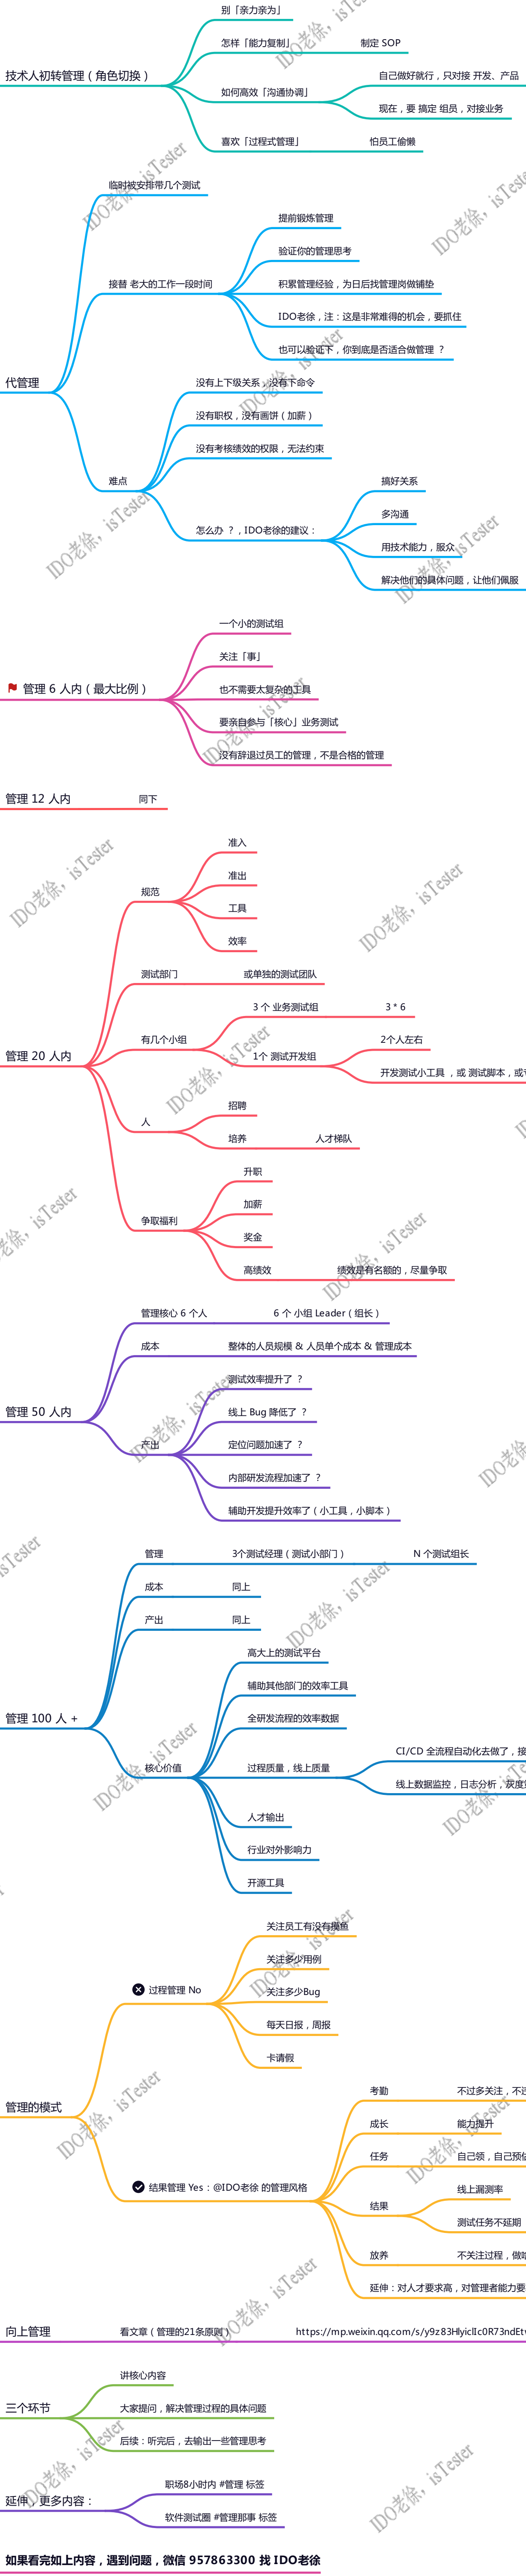 技术人初转管理（角色切换）
别「亲力亲为」
怎样「能力复制」
制定 SOP
如何高效「沟通协调」
自己做好就行，只对接 开发、产品
现在，要 搞定 组员，对接业务
喜欢「过程式管理」
怕员工偷懒
代管理
临时被安排带几个测试
接替 老大的工作一段时间
提前锻炼管理
验证你的管理思考
积累管理经验，为日后找管理岗做铺垫
IDO老徐，注：这是非常难得的机会，要抓住
也可以验证下，你到底是否适合做管理 ？
难点
没有上下级关系，没有下命令
没有职权，没有画饼（加薪）
没有考核绩效的权限，无法约束
怎么办 ？，IDO老徐的建议：
搞好关系
多沟通
用技术能力，服众
解决他们的具体问题，让他们佩服
管理 6 人内（最大比例）
一个小的测试组
关注「事」
也不需要太复杂的工具
要亲自参与「核心」业务测试
没有辞退过员工的管理，不是合格的管理
管理 12 人内
同下
管理 20 人内
规范
准入
准出
工具
效率
测试部门
或单独的测试团队
有几个小组
3 个 业务测试组
3 * 6
1个 测试开发组
2个人左右
开发测试小工具 ，或 测试脚本，或
人
招聘
培养
人才梯队
争取福利
升职
加薪
奖金
高绩效
绩效是有名额的，尽量争取
管理 50 人内
管理核心 6 个人
6 个 小组 Leader（组长）
成本
整体的人员规模 & 人员单个成本 & 管理成本
产出
测试效率提升了 ？
线上 Bug 降低了 ？
定位问题加速了 ？
内部研发流程加速了 ？
辅助开发提升效率了（小工具，小脚本）
管理 100 人 +
管理
3个测试经理（测试小部门）
N 个测试组长
成本
同上
产出
同上
核心价值
高大上的测试平台
辅助其他部门的效率工具
全研发流程的效率数据
过程质量，线上质量
CI/CD 全流程自动化去做了，接
线上数据监控，日志分析，灰度
人才输出
行业对外影响力
开源工具
管理的模式
过程管理 No
关注员工有没有摸鱼
关注多少用例
关注多少Bug
每天日报，周报
卡请假
结果管理 Yes：@IDO老徐 的管理风格
考勤
不过多关注，不
成长
能力提升
任务
自己领，自己预
结果
线上漏测率
测试任务不延期
放养
不关注过程，做
延伸：对人才要求高，对管理者能力要
向上管理
看文章（管理的21条原则）
https://mp.weixin.qq.com/s/y9z83HlyiclIc0R73ndEt
三个环节
讲核心内容
大家提问，解决管理过程的具体问题
后续：听完后，去输出一些管理思考
延伸，更多内容：
职场8小时内 #管理 标签
软件测试圈 #管理那事 标签
如果看完如上内容，遇到问题，微信 957863300 找 IDO老徐